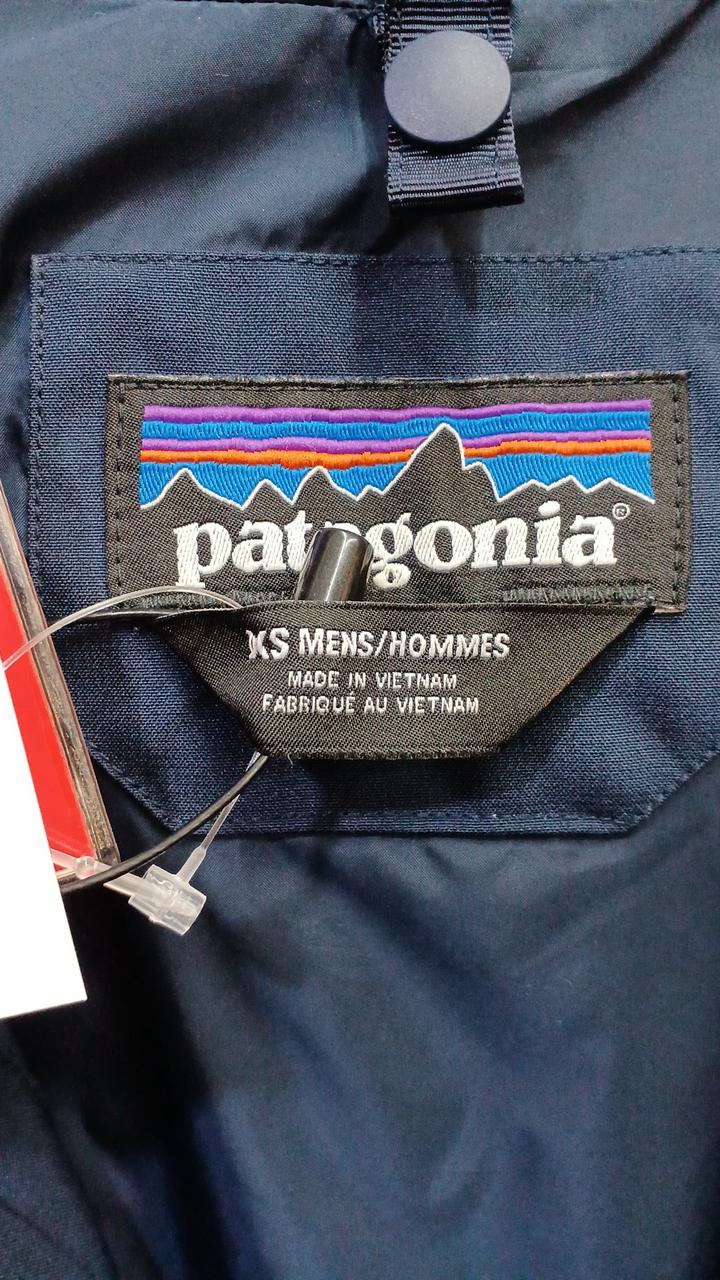 patagonia®
XS MENS/HOMMES
MADE IN VIETNAM
FABRIQUÉ AU VIETNAM